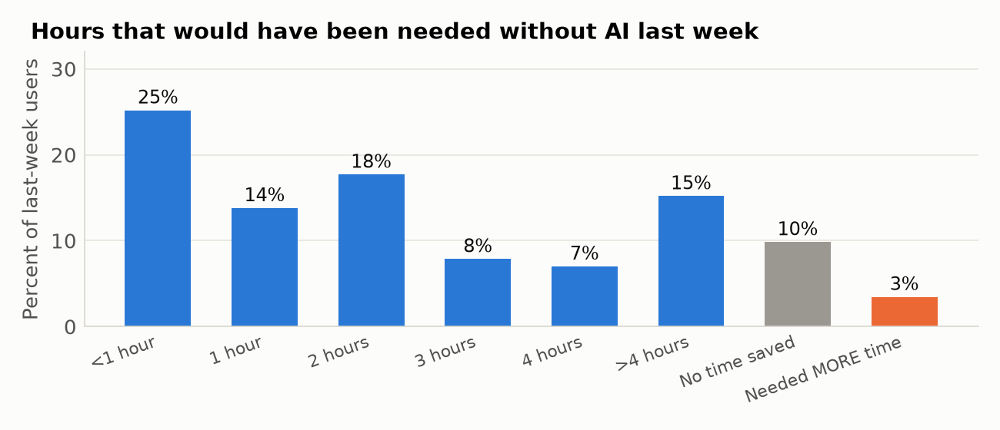 Hours that would have been needed without AI last week
Percent of last-week users
30
20
10
0
25%
14%
18%
8%
7%
15%
10%
3%
<1 hour
1 hour
2 hours
3 hours
4 hours
>4 hours
No time saved
Needed MORE time